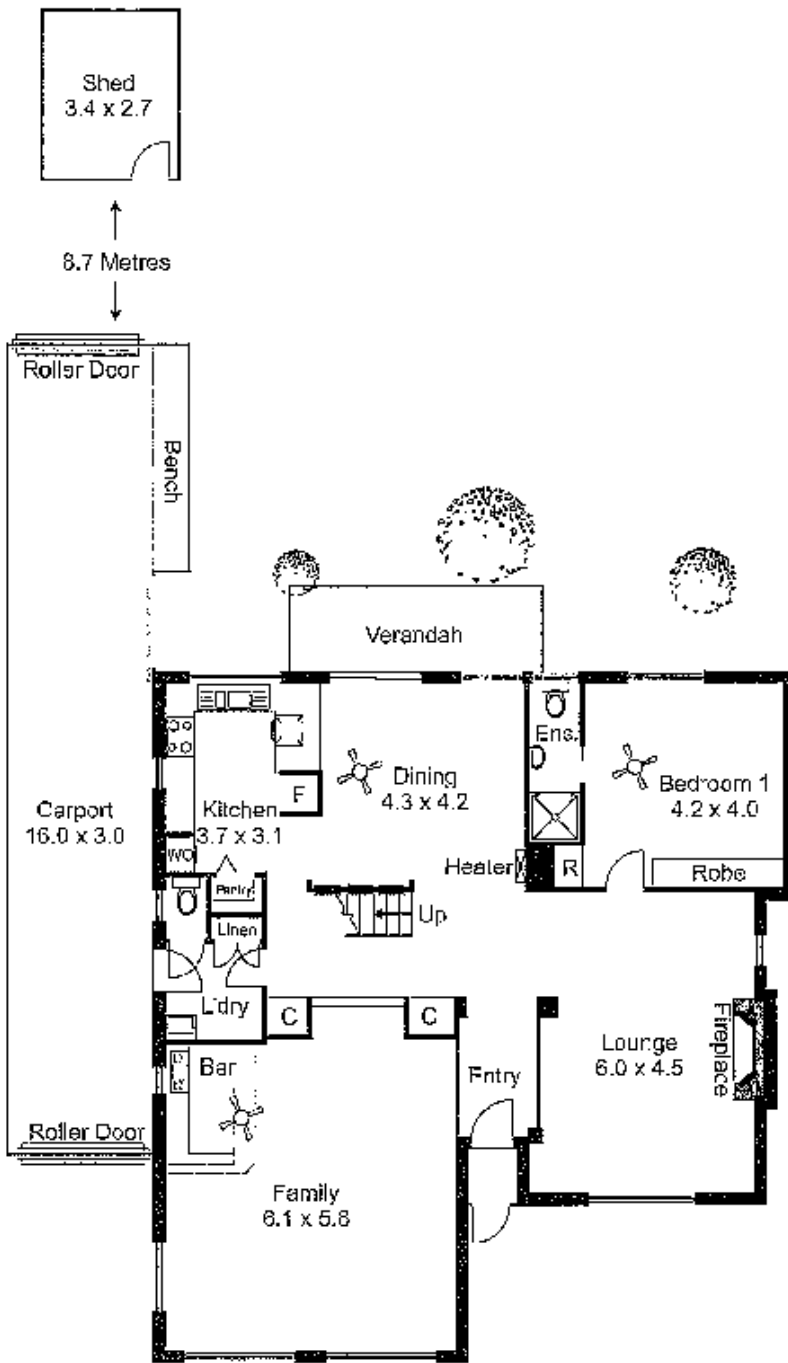 Shed
3.4 x 2.7
8.7 Metres
Roller Door
Bench
Verandah
Ens.
Dining
4.3 x 4.2
Bedroom 1
4.2 x 4.0
F
Carport
16.0 x 3.0
Kitchen
3.7 x 3.1
WO
Pantry
Heater
R
Robe
Linen
Up
L'dry
C
C
Lounge
6.0 x 4.5
Fireplace
Bar
Entry
Roller Door
Family
6.1 x 5.8